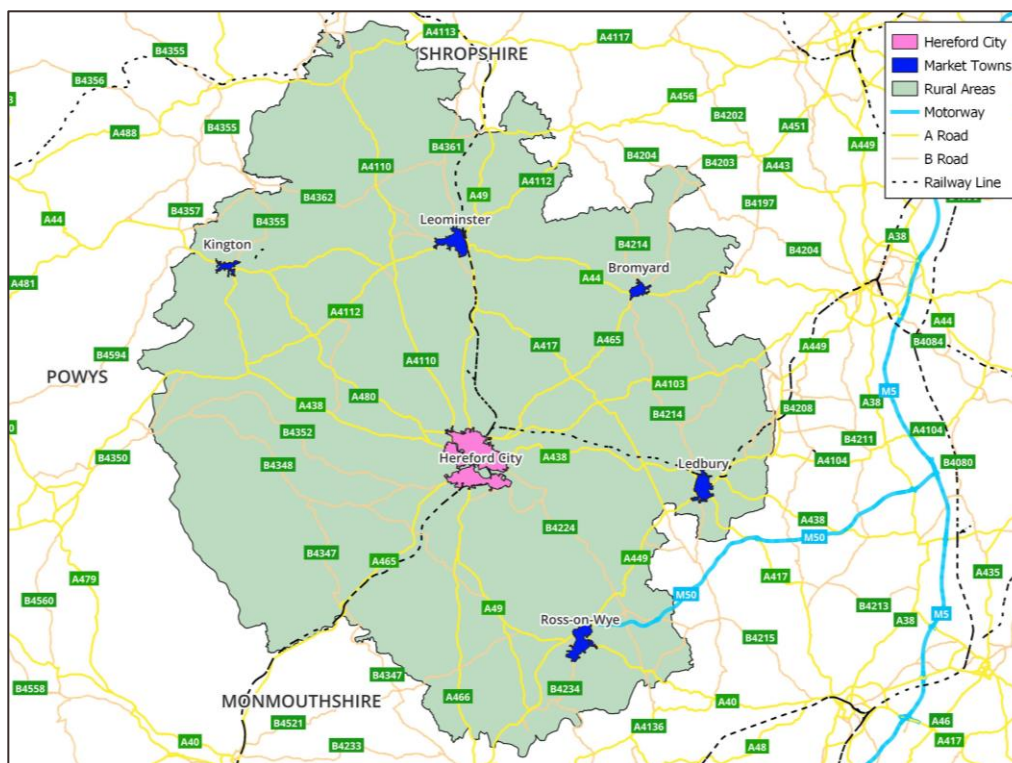 A4113
SHROPSHIRE
A4117
B4355
B4356
A488
B4355
A456
B4202
A451
A449
B4361
A4110
B4204
B4203
A443
A4112
A49
B4362
B4197
B4357
B4355
A44
Leominster
Kington
B4214
Bromyard
B4204
A38
A44
A481
A4112
A44
A417
A465
A449
B4084
B4594
A4110
POWYS
A4103
M5
A438
A480
B4214
B4208
A38
B4352
A4104
B4211
B4350
B4348
Hereford City
A438
Ledbury
A4104
B4080
B4224
A438
M50
B4347
A465
A449
A479
A417
A435
B4560
M50
B4213
A49
Ross-on-Wye
A38
M5
B4215
B4347
B4558
B4234
MONMOUTHSHIRE
A466
A40
B4521
A4136
A46
A40
B4233
A48
A417
Hereford City
Market Towns
Rural Areas
Motorway
A Road
B Road
Railway Line